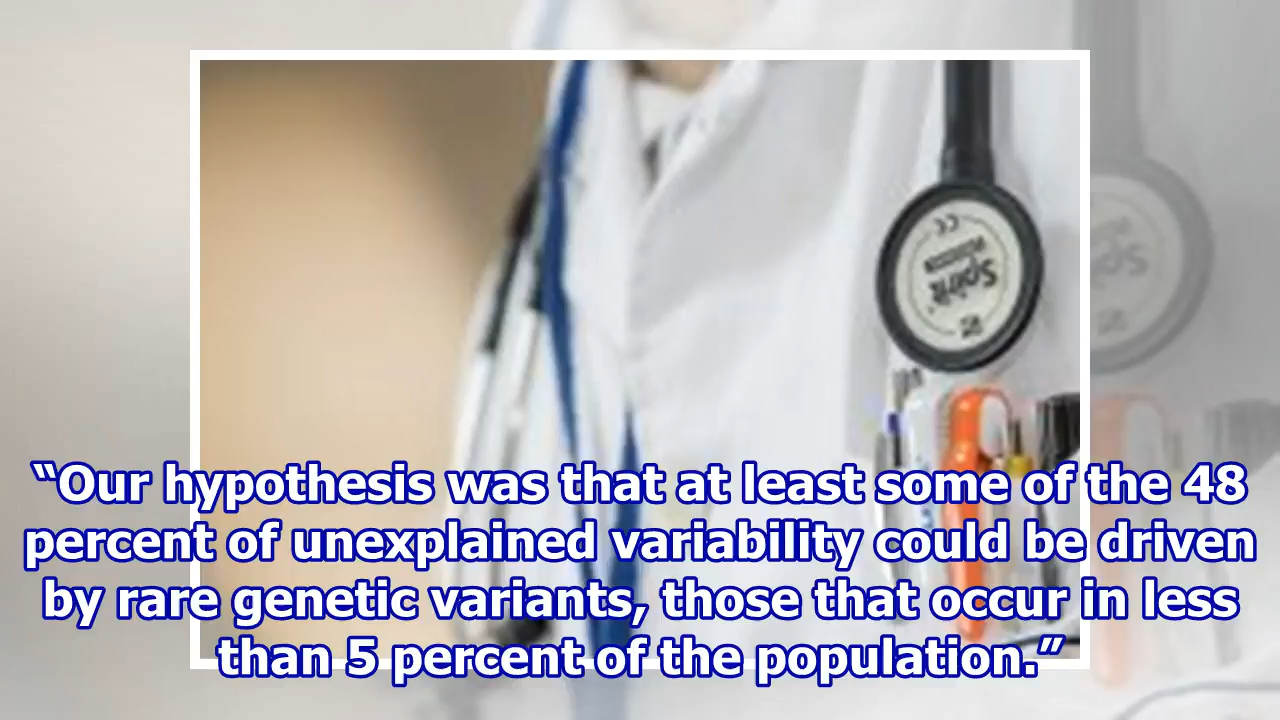 Spirit
“Our hypothesis was that at least some of the 48
percent of unexplained variability could be driven
by rare genetic variants, those that occur in less
than 5 percent of the population.”